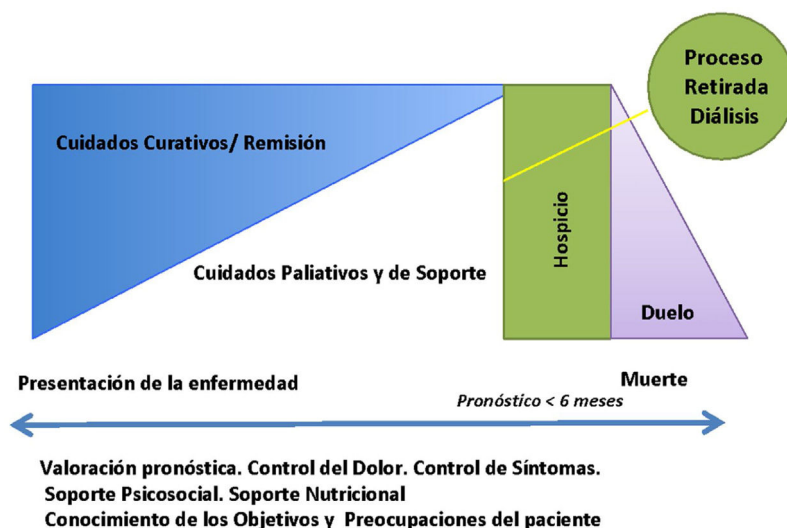 Proceso
Retirada
Diálisis
Cuidados Curativos/ Remisión
Hospicio
Cuidados Paliativos y de Soporte
Duelo
Presentación de la enfermedad
Muerte
Pronóstico < 6 meses
Valoración pronóstica. Control del Dolor. Control de Síntomas.
Soporte Psicosocial. Soporte Nutricional
Conocimiento de los Objetivos y Preocupaciones del paciente